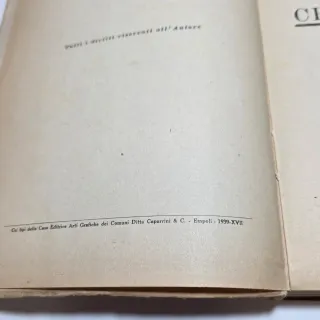 CE
Tutti i diritti riservati all'Autore
Coi tipi della Casa Editrice Arti Grafiche dei Comuni Ditta Caparrini & C. - Empoli, 1939-XVII